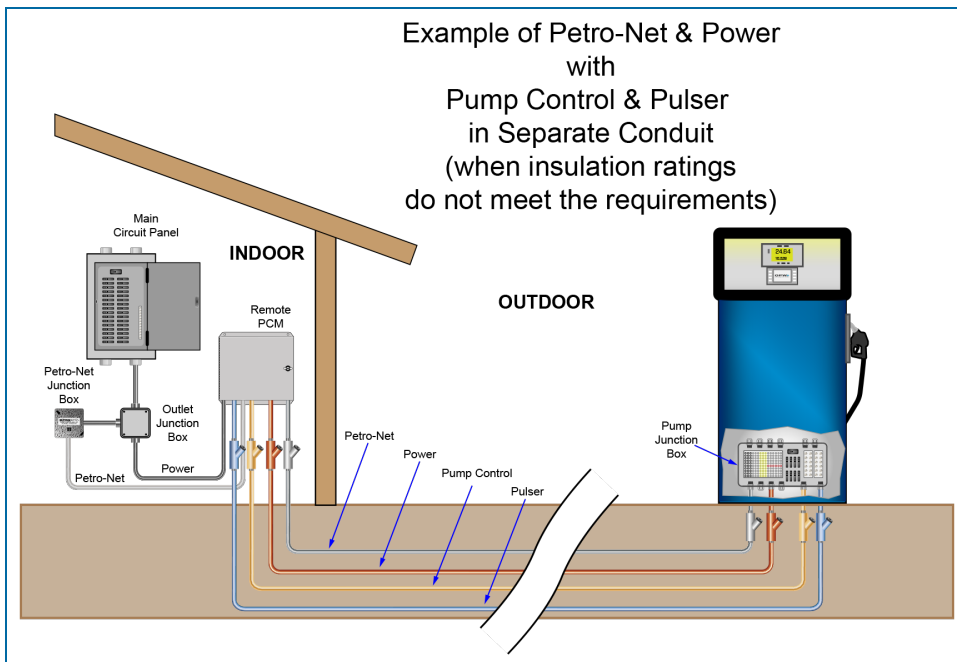 Example of Petro-Net & Power
with
Pump Control & Pulser
in Separate Conduit
(when insulation ratings
do not meet the requirements)
Main
Circuit Panel
INDOOR
OUTDOOR
Remote
PCM
Petro-Net
Junction
Box
Outlet
Junction
Box
Petro-Net
Power
Petro-Net
Power
Pump Control
Pulser
Pump
Junction
Box
24.64